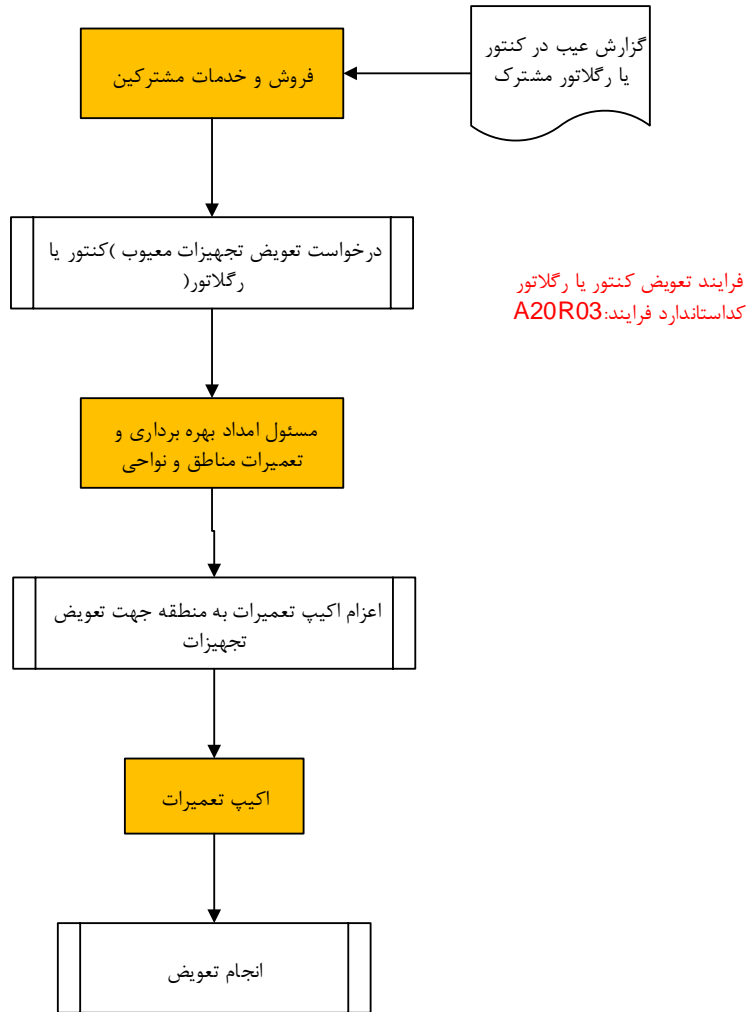 گزارش عیب در کنتور
یا رگلاتور مشترک
فروش و خدمات مشترکین
درخواست تعویض تجهیزات معیوب )کنتور یا
رگلاتور(
فرایند تعویض کنتور یا رگلاتور
کداستاندارد فرایند:A20R03
مسئول امداد بهره برداری و
تعمیرات مناطق و نواحی
اعزام اکیپ تعمیرات به منطقه جهت تعویض
تجهیزات
اکیپ تعمیرات
انجام تعویض